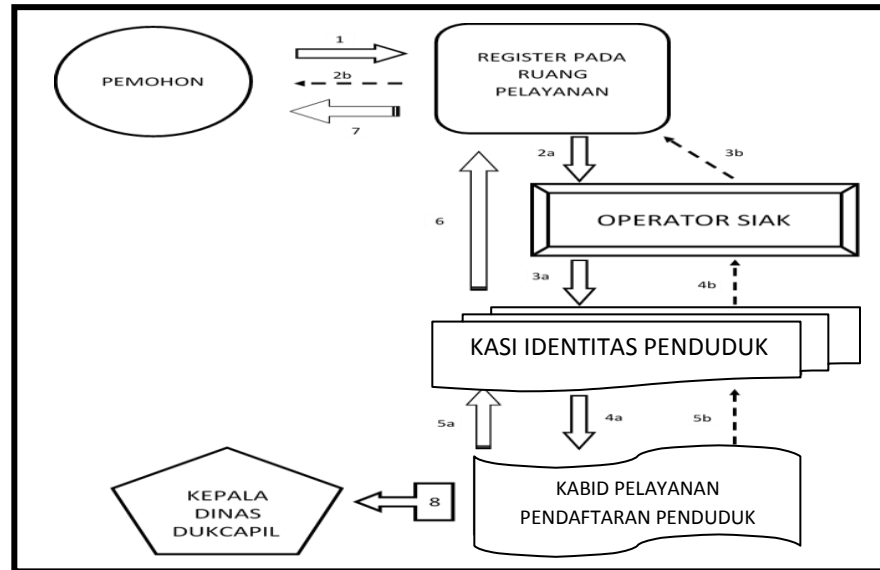 1
PEMOHON
2b
7
REGISTER PADA
RUANG
PELAYANAN
2a
3b
OPERATOR SIAK
6
3a
4b
KASI IDENTITAS PENDUDUK
5a
4a
5b
KEPALA
DINAS
DUKCAPIL
8
KABID PELAYANAN
PENDAFTARAN PENDUDUK